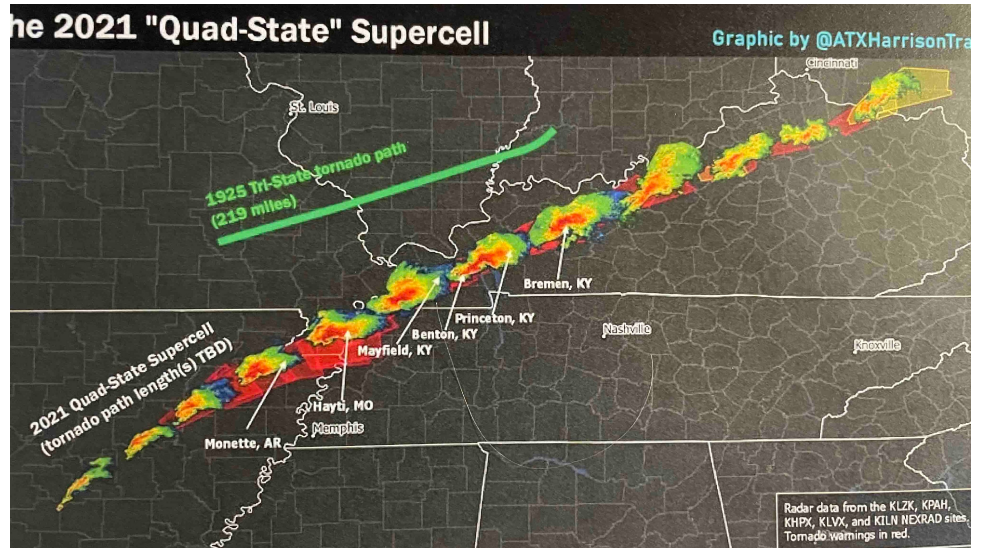 he 2021 "Quad-State" Supercell
Graphic by @ATXHarrisonTra
Cincinnati
St. Louis
1925 Tri-State tornado path
(219 miles)
Bremen, KY
Princeton, KY
Benton, KY
Mayfield, KY
Nashville
Knoxville
2021 Quad-State Supercell
(tornado path length(s) TBD)
Hayti, MO
Memphis
Monette, AR
Radar data from the KLZK, KPAH,
KHPX, KLVX, and KILN NEXRAD sites.
Tornado warnings in red.